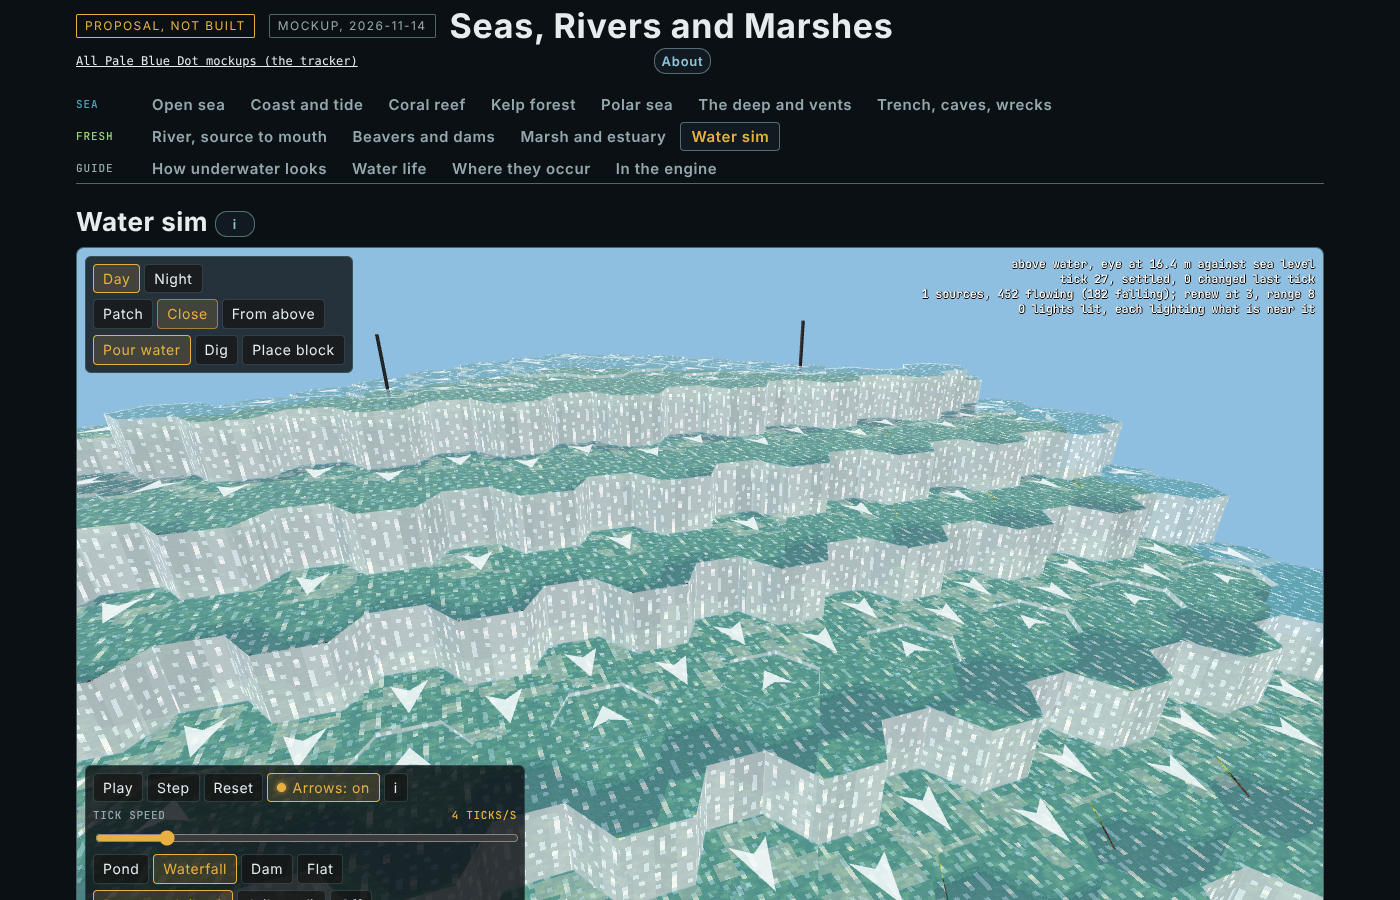 PROPOSAL, NOT BUILT
MOCKUP, 2026-11-14
Seas, Rivers and Marshes
All Pale Blue Dot mockups (the tracker)
About
SEA
Open sea
Coast and tide
Coral reef
Kelp forest
Polar sea
The deep and vents
Trench, caves, wrecks
FRESH
River, source to mouth
Beavers and dams
Marsh and estuary
Water sim
GUIDE
How underwater looks
Water life
Where they occur
In the engine
Water sim
i
Day
Night
Patch
Close
From above
Pour water
Dig
Place block
above water, eye at 16.4 m against sea level
tick 27, settled, 0 changed last tick
1 sources, 452 flowing (182 falling); renew at 3, range 8
0 lights lit, each lighting what is near it
Play
Step
Reset
Arrows: on
i
TICK SPEED
4 TICKS/S
Pond
Waterfall
Dam
Flat